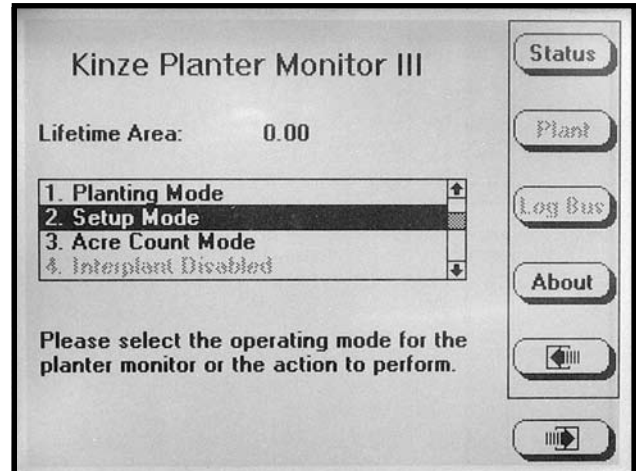 Kinze Planter Monitor III
Lifetime Area: 0.00
1. Planting Mode
2. Setup Mode
3. Acre Count Mode
4. Interplant Disabled
Please select the operating mode for the
planter monitor or the action to perform.
Status
Plant
Log Bus
About